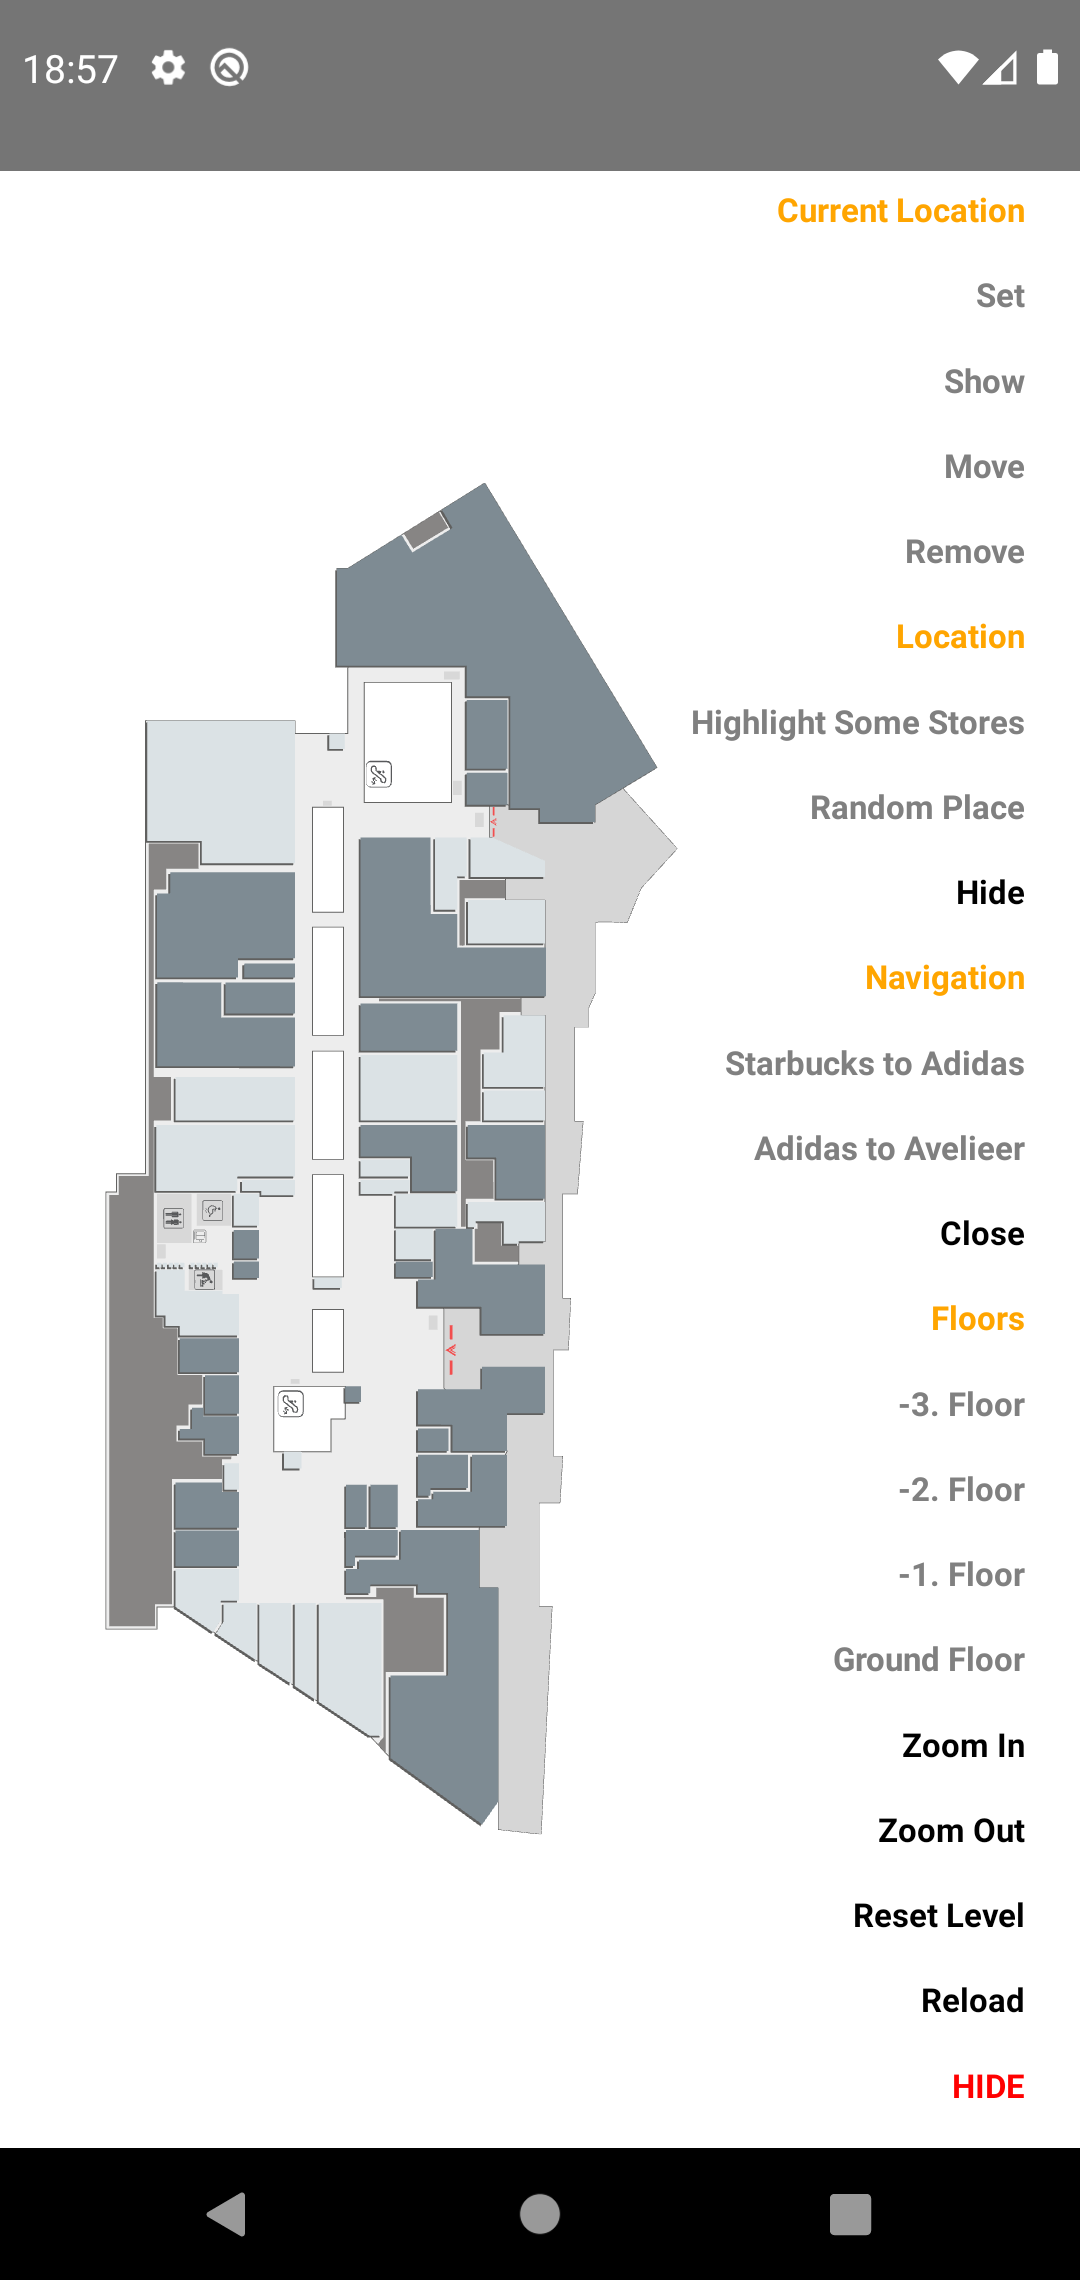 18:57
Current Location
Set
Show
Move
Remove
Location
Highlight Some Stores
Random Place
Hide
Navigation
Starbucks to Adidas
Adidas to Avelieer
Close
Floors
-3. Floor
-2. Floor
-1. Floor
Ground Floor
Zoom In
Zoom Out
Reset Level
Reload
HIDE